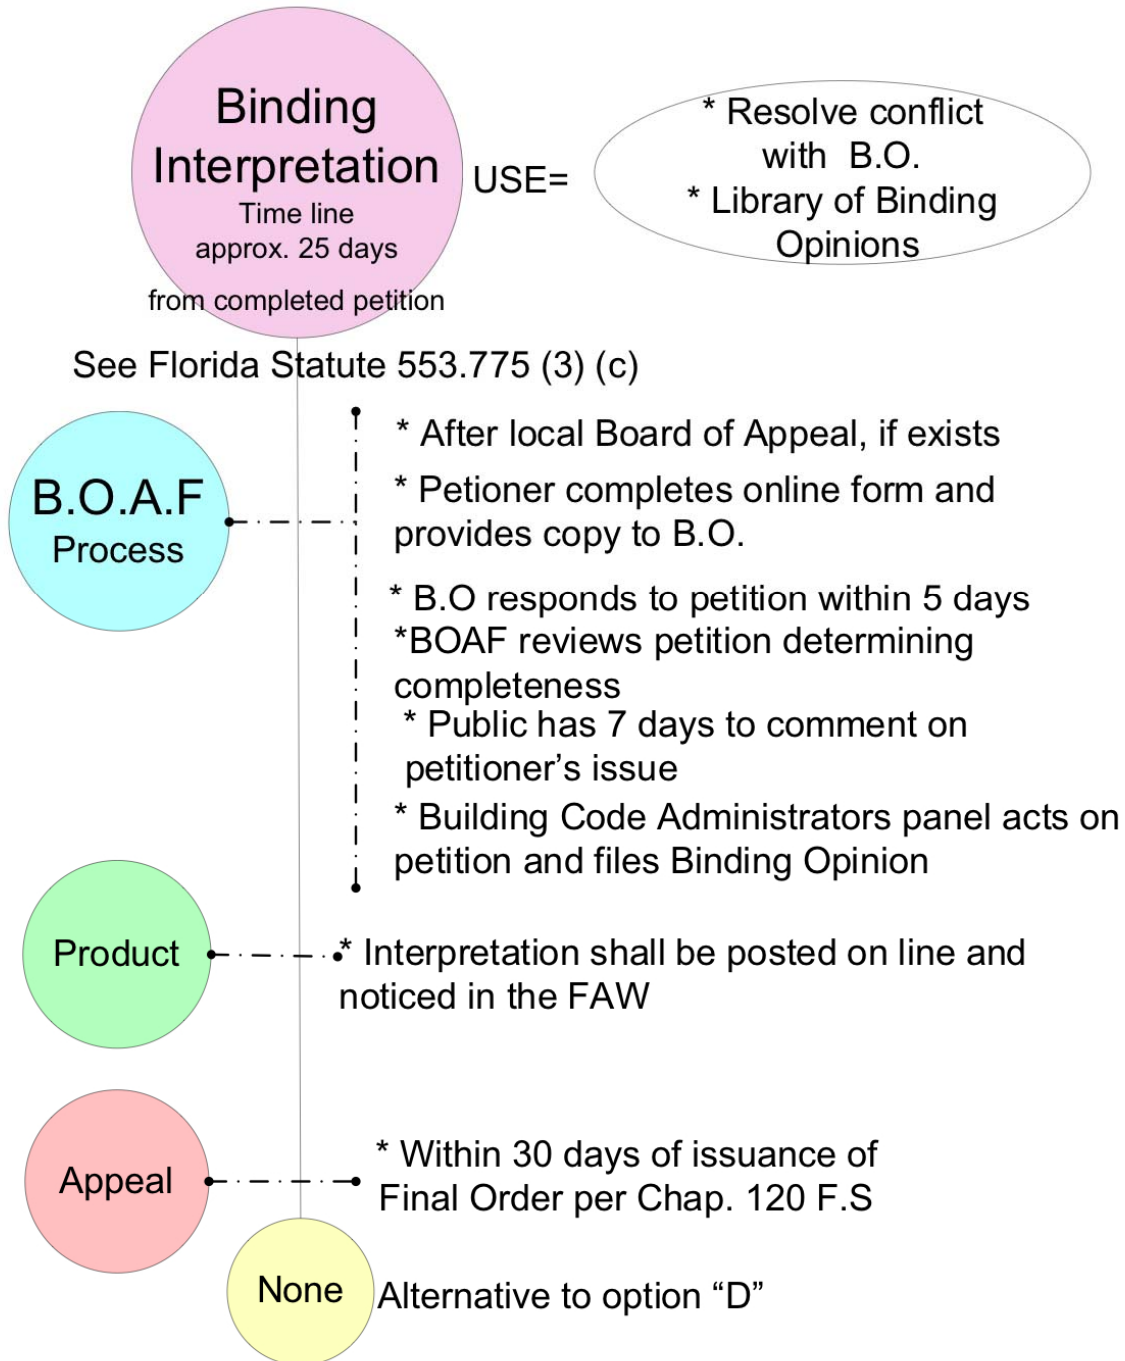 Binding
Interpretation
Time line
approx. 25 days
from completed petition
USE=
* Resolve conflict
with B.O.
* Library of Binding
Opinions
See Florida Statute 553.775 (3) (c)
B.O.A.F
Process
* After local Board of Appeal, if exists
* Petioner completes online form and
provides copy to B.O.
* B.O responds to petition within 5 days
*BOAF reviews petition determining
completeness
* Public has 7 days to comment on
petitioner’s issue
* Building Code Administrators panel acts on
petition and files Binding Opinion
Product
* Interpretation shall be posted on line and
noticed in the FAW
Appeal
* Within 30 days of issuance of
Final Order per Chap. 120 F.S
None
Alternative to option “D”